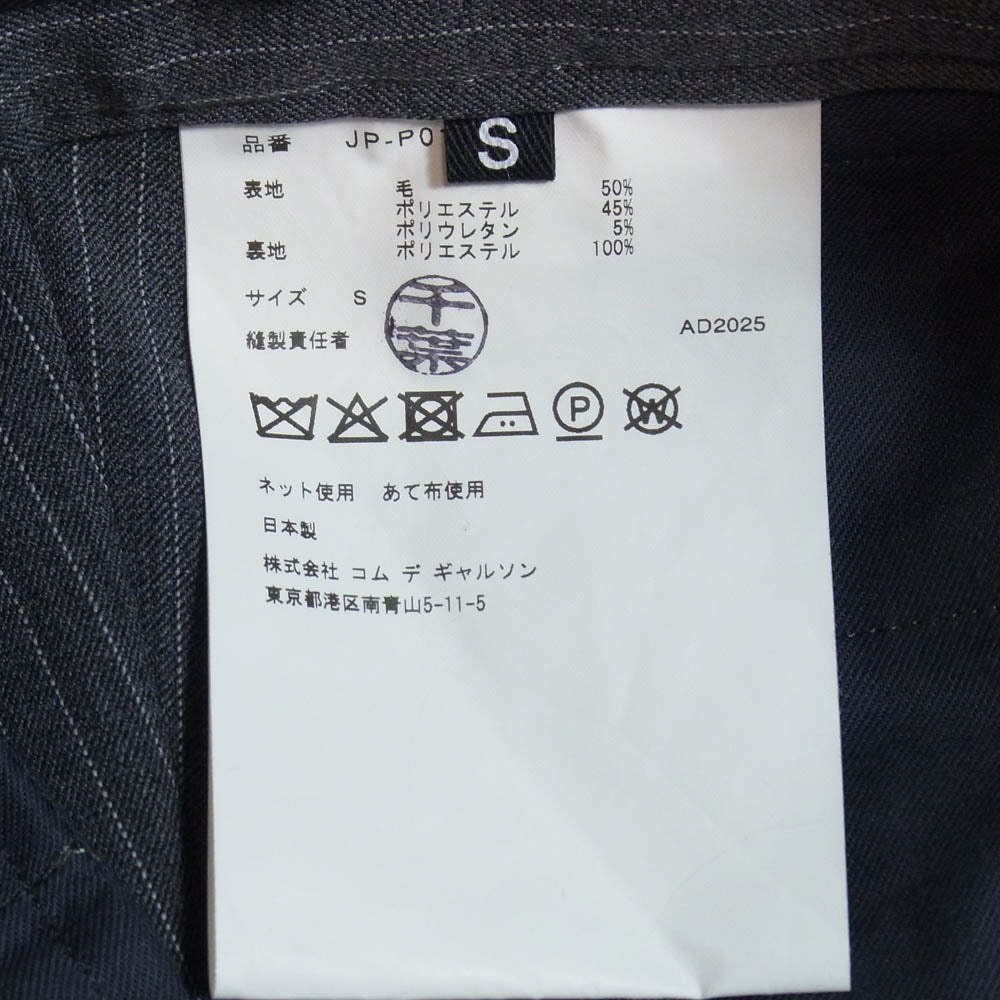 品番 JP-P01
S
表地 毛 50%
ポリエステル 45%
ポリウレタン 5%
裏地 ポリエステル 100%
サイズ S
千葉
縫製責任者
AD2025
P
W
ネット使用 あて布使用
日本製
株式会社 コム デ ギャルソン
東京都港区南青山5-11-5